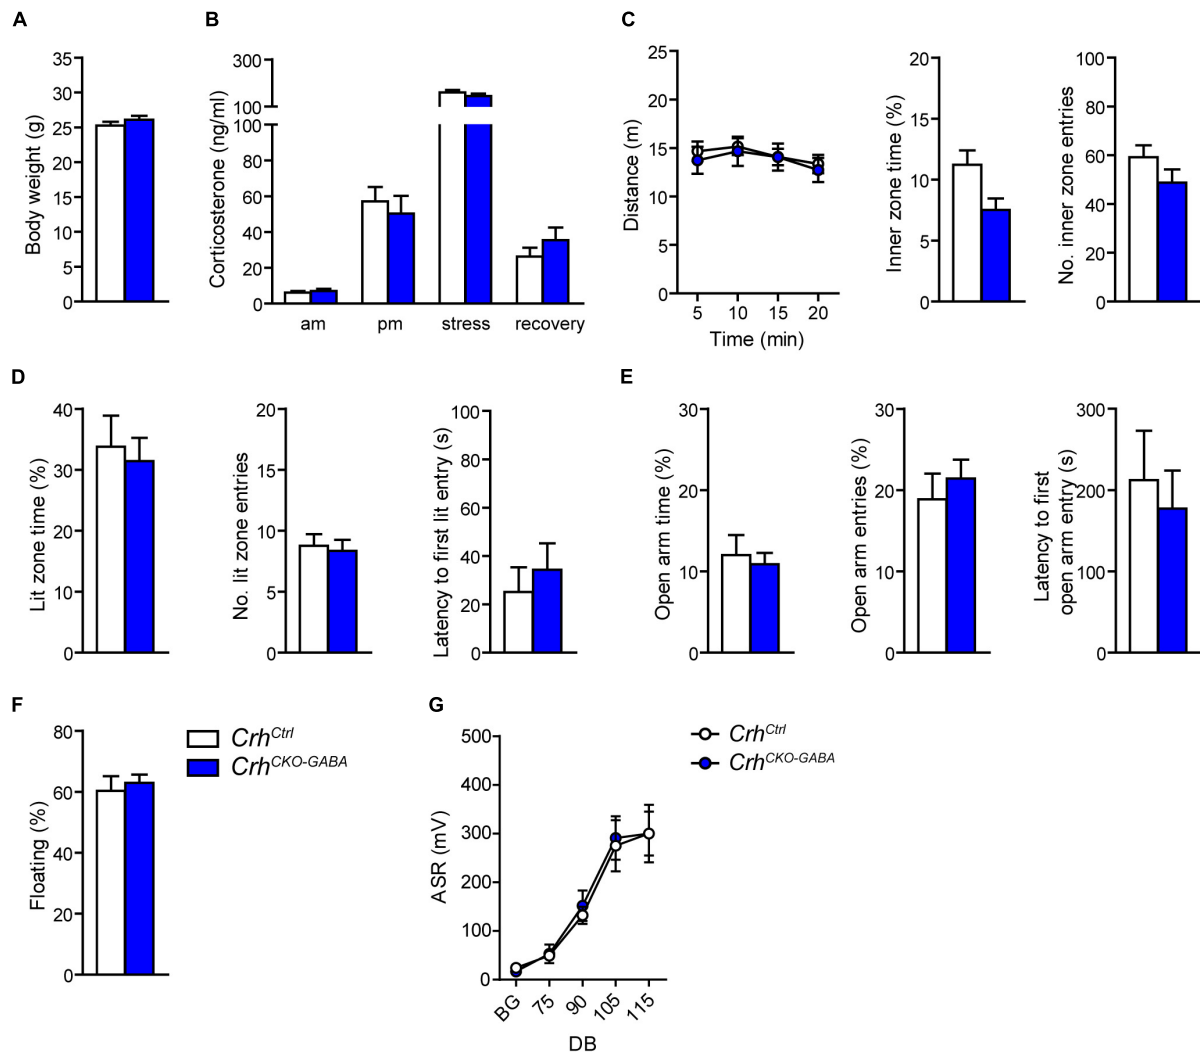 A
Body weight (g)
35
30
25
20
15
10
5
0
B
Corticosterone (ng/ml)
300
100
100
80
60
40
20
0
am pm stress recovery
C
Distance (m)
25
20
15
10
5
0
5 10 15 20
Time (min)
Inner zone time (%)
20
15
10
5
0
No. inner zone entries
100
80
60
40
20
0
D
Lit zone time (%)
40
30
20
10
0
No. lit zone entries
20
15
10
5
0
Latency to first lit entry (s)
100
80
60
40
20
0
E
Open arm time (%)
30
20
10
0
Open arm entries (%)
30
20
10
0
Latency to first
open arm entry (s)
300
200
100
0
F
Floating (%)
80
60
40
20
0
Crh^Ctrl
Crh^CKO-GABA
G
ASR (mV)
500
400
300
200
100
0
BG 75 90 105 115
DB
Crh^Ctrl
Crh^CKO-GABA